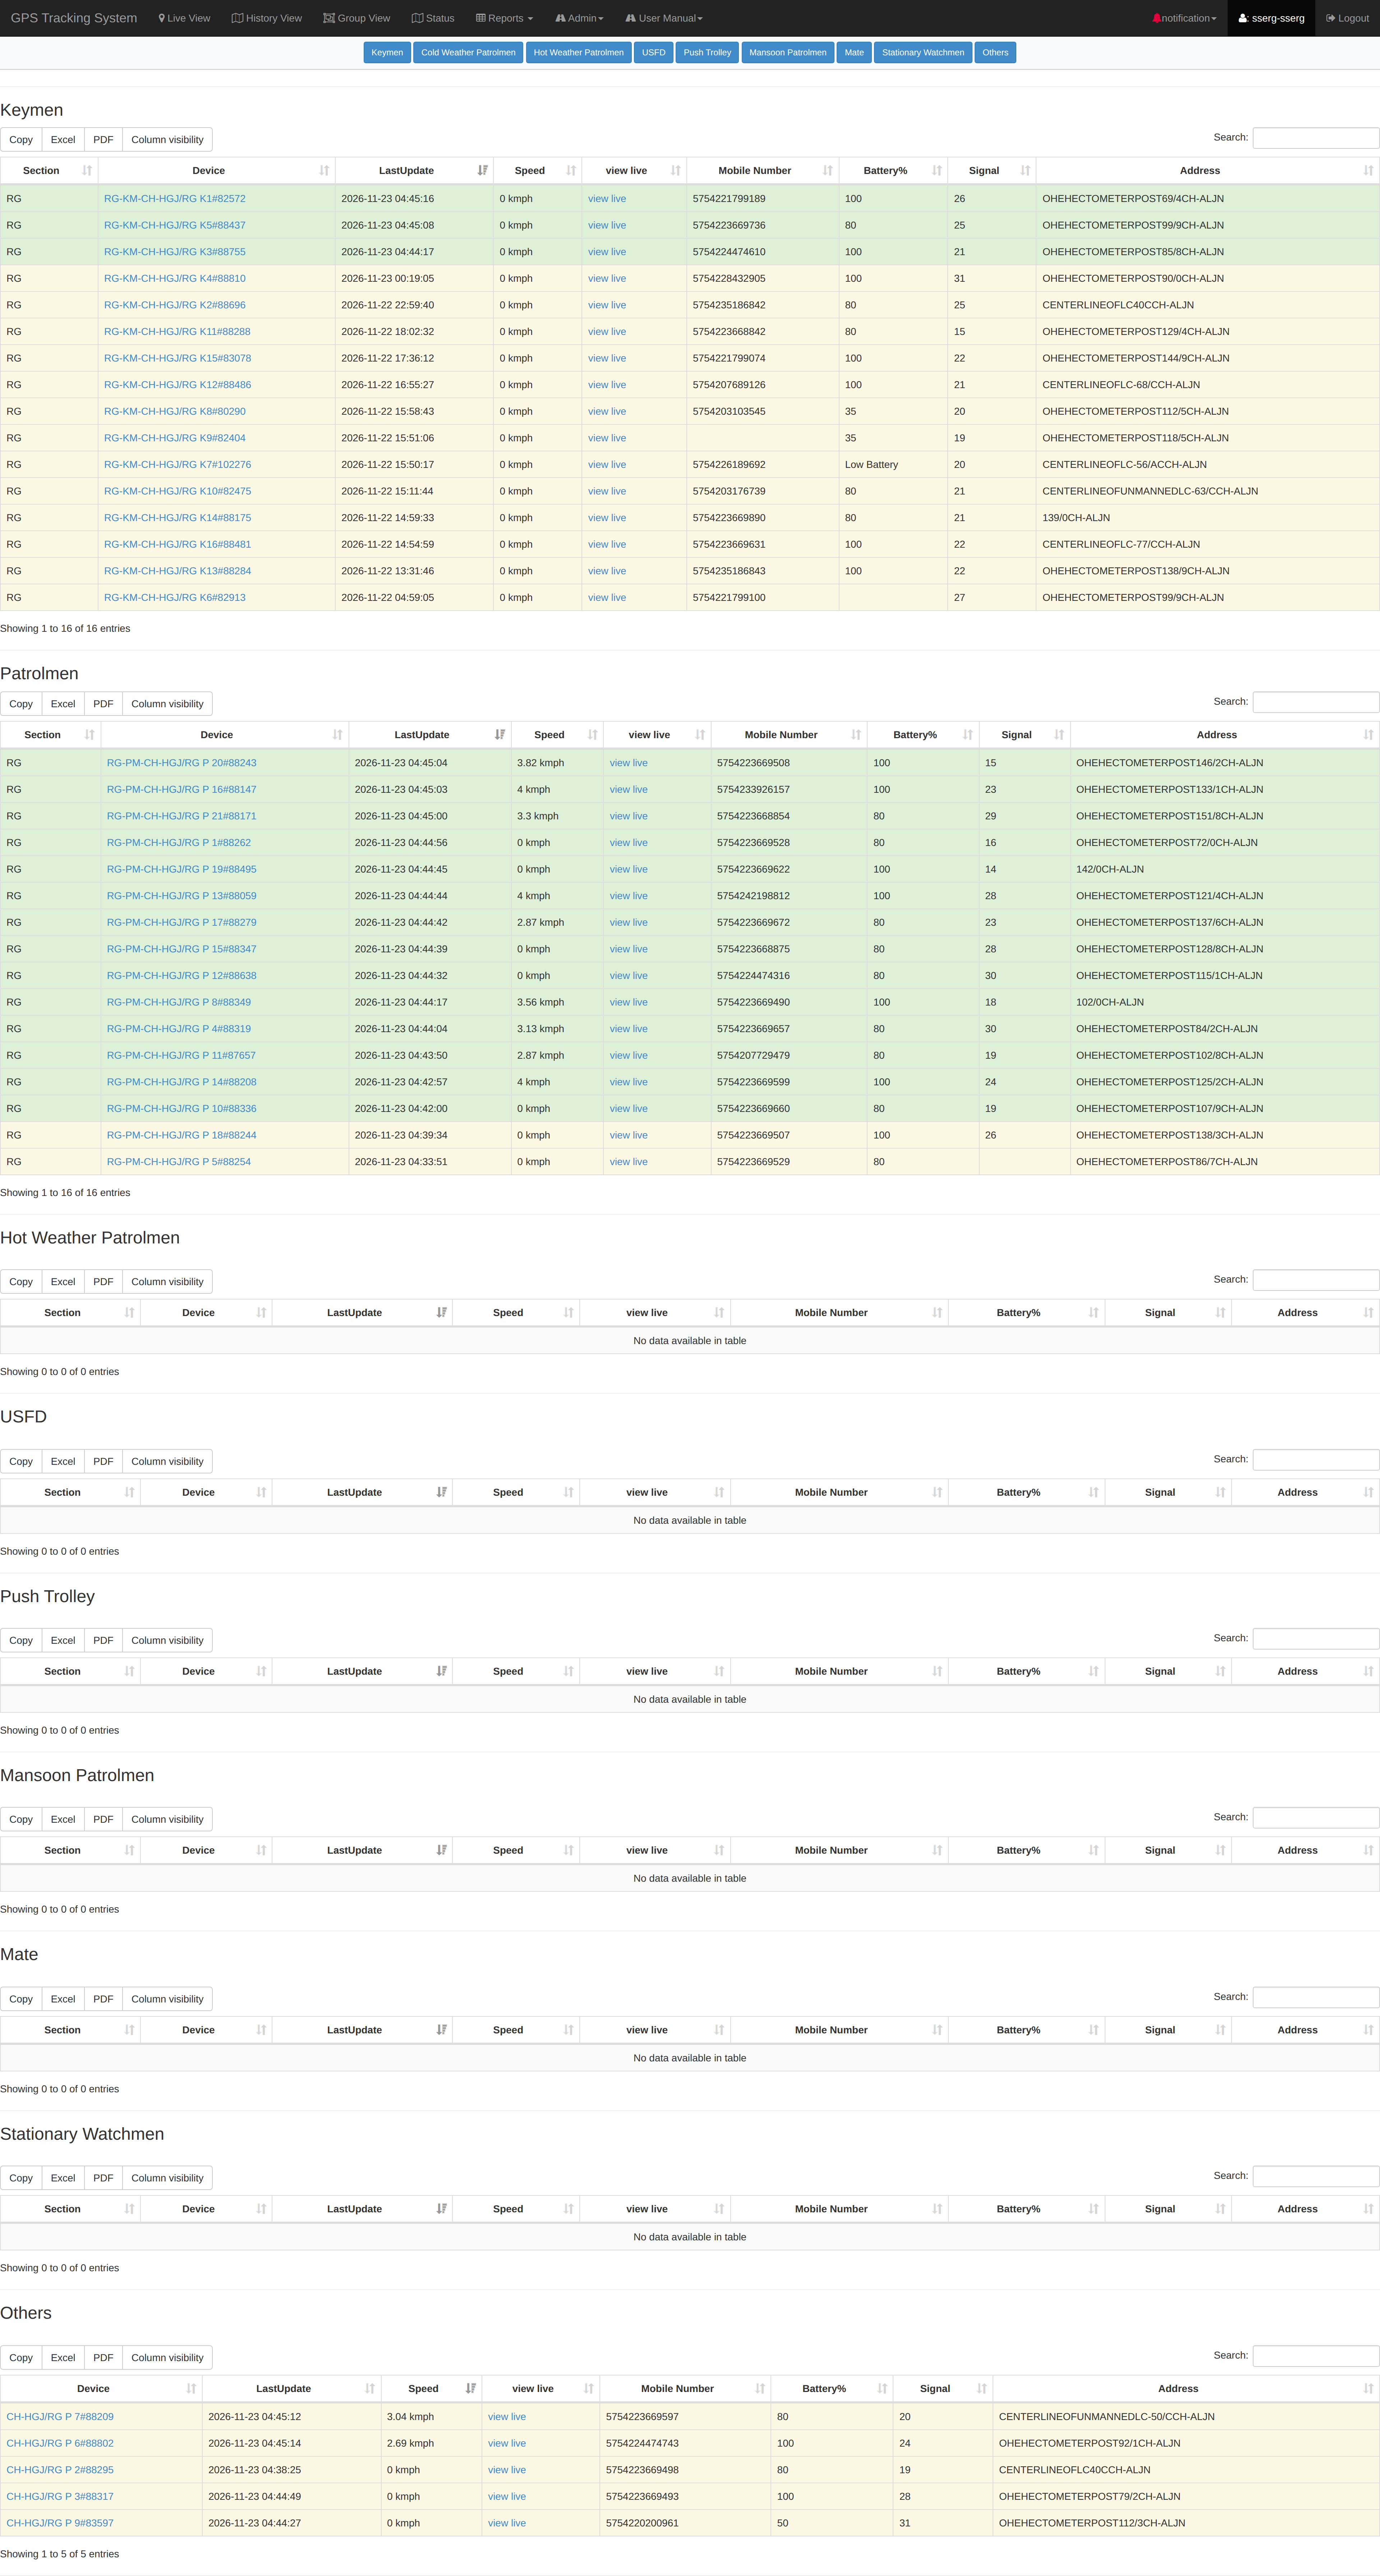 GPS Tracking System Live View History View Group View Status Reports Admin User Manual notification : sserg-sserg Logout
Keymen Cold Weather Patrolmen Hot Weather Patrolmen USFD Push Trolley Mansoon Patrolmen Mate Stationary Watchmen Others
Keymen
Copy Excel PDF Column visibility Search:
Section Device LastUpdate Speed view live Mobile Number Battery% Signal Address
RG RG-KM-CH-HGJ/RG K1#82572 2026-11-23 04:45:16 0 kmph view live 5754221799189 100 26 OHEHECTOMETERPOST69/4CH-ALJN
RG RG-KM-CH-HGJ/RG K5#88437 2026-11-23 04:45:08 0 kmph view live 5754223669736 80 25 OHEHECTOMETERPOST99/9CH-ALJN
RG RG-KM-CH-HGJ/RG K3#88755 2026-11-23 04:44:17 0 kmph view live 5754224474610 100 21 OHEHECTOMETERPOST85/8CH-ALJN
RG RG-KM-CH-HGJ/RG K4#88810 2026-11-23 00:19:05 0 kmph view live 5754228432905 100 31 OHEHECTOMETERPOST90/0CH-ALJN
RG RG-KM-CH-HGJ/RG K2#88696 2026-11-22 22:59:40 0 kmph view live 5754235186842 80 25 CENTERLINEOFLC40CCH-ALJN
RG RG-KM-CH-HGJ/RG K11#88288 2026-11-22 18:02:32 0 kmph view live 5754223668842 80 15 OHEHECTOMETERPOST129/4CH-ALJN
RG RG-KM-CH-HGJ/RG K15#83078 2026-11-22 17:36:12 0 kmph view live 5754221799074 100 22 OHEHECTOMETERPOST144/9CH-ALJN
RG RG-KM-CH-HGJ/RG K12#88486 2026-11-22 16:55:27 0 kmph view live 5754207689126 100 21 CENTERLINEOFLC-68/CCH-ALJN
RG RG-KM-CH-HGJ/RG K8#80290 2026-11-22 15:58:43 0 kmph view live 5754203103545 35 20 OHEHECTOMETERPOST112/5CH-ALJN
RG RG-KM-CH-HGJ/RG K9#82404 2026-11-22 15:51:06 0 kmph view live 35 19 OHEHECTOMETERPOST118/5CH-ALJN
RG RG-KM-CH-HGJ/RG K7#102276 2026-11-22 15:50:17 0 kmph view live 5754226189692 Low Battery 20 CENTERLINEOFLC-56/ACCH-ALJN
RG RG-KM-CH-HGJ/RG K10#82475 2026-11-22 15:11:44 0 kmph view live 5754203176739 80 21 CENTERLINEOFUNMANNEDLC-63/CCH-ALJN
RG RG-KM-CH-HGJ/RG K14#88175 2026-11-22 14:59:33 0 kmph view live 5754223669890 80 21 139/0CH-ALJN
RG RG-KM-CH-HGJ/RG K16#88481 2026-11-22 14:54:59 0 kmph view live 5754223669631 100 22 CENTERLINEOFLC-77/CCH-ALJN
RG RG-KM-CH-HGJ/RG K13#88284 2026-11-22 13:31:46 0 kmph view live 5754235186843 100 22 OHEHECTOMETERPOST138/9CH-ALJN
RG RG-KM-CH-HGJ/RG K6#82913 2026-11-22 04:59:05 0 kmph view live 5754221799100 27 OHEHECTOMETERPOST99/9CH-ALJN
Showing 1 to 16 of 16 entries
Patrolmen
Copy Excel PDF Column visibility Search:
Section Device LastUpdate Speed view live Mobile Number Battery% Signal Address
RG RG-PM-CH-HGJ/RG P 20#88243 2026-11-23 04:45:04 3.82 kmph view live 5754223669508 100 15 OHEHECTOMETERPOST146/2CH-ALJN
RG RG-PM-CH-HGJ/RG P 16#88147 2026-11-23 04:45:03 4 kmph view live 5754233926157 100 23 OHEHECTOMETERPOST133/1CH-ALJN
RG RG-PM-CH-HGJ/RG P 21#88171 2026-11-23 04:45:00 3.3 kmph view live 5754223668854 80 29 OHEHECTOMETERPOST151/8CH-ALJN
RG RG-PM-CH-HGJ/RG P 1#88262 2026-11-23 04:44:56 0 kmph view live 5754223669528 80 16 OHEHECTOMETERPOST72/0CH-ALJN
RG RG-PM-CH-HGJ/RG P 19#88495 2026-11-23 04:44:45 0 kmph view live 5754223669622 100 14 142/0CH-ALJN
RG RG-PM-CH-HGJ/RG P 13#88059 2026-11-23 04:44:44 4 kmph view live 5754242198812 100 28 OHEHECTOMETERPOST121/4CH-ALJN
RG RG-PM-CH-HGJ/RG P 17#88279 2026-11-23 04:44:42 2.87 kmph view live 5754223669672 80 23 OHEHECTOMETERPOST137/6CH-ALJN
RG RG-PM-CH-HGJ/RG P 15#88347 2026-11-23 04:44:39 0 kmph view live 5754223668875 80 28 OHEHECTOMETERPOST128/8CH-ALJN
RG RG-PM-CH-HGJ/RG P 12#88638 2026-11-23 04:44:32 0 kmph view live 5754224474316 80 30 OHEHECTOMETERPOST115/1CH-ALJN
RG RG-PM-CH-HGJ/RG P 8#88349 2026-11-23 04:44:17 3.56 kmph view live 5754223669490 100 18 102/0CH-ALJN
RG RG-PM-CH-HGJ/RG P 4#88319 2026-11-23 04:44:04 3.13 kmph view live 5754223669657 80 30 OHEHECTOMETERPOST84/2CH-ALJN
RG RG-PM-CH-HGJ/RG P 11#87657 2026-11-23 04:43:50 2.87 kmph view live 5754207729479 80 19 OHEHECTOMETERPOST102/8CH-ALJN
RG RG-PM-CH-HGJ/RG P 14#88208 2026-11-23 04:42:57 4 kmph view live 5754223669599 100 24 OHEHECTOMETERPOST125/2CH-ALJN
RG RG-PM-CH-HGJ/RG P 10#88336 2026-11-23 04:42:00 0 kmph view live 5754223669660 80 19 OHEHECTOMETERPOST107/9CH-ALJN
RG RG-PM-CH-HGJ/RG P 18#88244 2026-11-23 04:39:34 0 kmph view live 5754223669507 100 26 OHEHECTOMETERPOST138/3CH-ALJN
RG RG-PM-CH-HGJ/RG P 5#88254 2026-11-23 04:33:51 0 kmph view live 5754223669529 80 OHEHECTOMETERPOST86/7CH-ALJN
Showing 1 to 16 of 16 entries
Hot Weather Patrolmen
Copy Excel PDF Column visibility Search:
Section Device LastUpdate Speed view live Mobile Number Battery% Signal Address
No data available in table
Showing 0 to 0 of 0 entries
USFD
Copy Excel PDF Column visibility Search:
Section Device LastUpdate Speed view live Mobile Number Battery% Signal Address
No data available in table
Showing 0 to 0 of 0 entries
Push Trolley
Copy Excel PDF Column visibility Search:
Section Device LastUpdate Speed view live Mobile Number Battery% Signal Address
No data available in table
Showing 0 to 0 of 0 entries
Mansoon Patrolmen
Copy Excel PDF Column visibility Search:
Section Device LastUpdate Speed view live Mobile Number Battery% Signal Address
No data available in table
Showing 0 to 0 of 0 entries
Mate
Copy Excel PDF Column visibility Search:
Section Device LastUpdate Speed view live Mobile Number Battery% Signal Address
No data available in table
Showing 0 to 0 of 0 entries
Stationary Watchmen
Copy Excel PDF Column visibility Search:
Section Device LastUpdate Speed view live Mobile Number Battery% Signal Address
No data available in table
Showing 0 to 0 of 0 entries
Others
Copy Excel PDF Column visibility Search:
Device LastUpdate Speed view live Mobile Number Battery% Signal Address
CH-HGJ/RG P 7#88209 2026-11-23 04:45:12 3.04 kmph view live 5754223669597 80 20 CENTERLINEOFUNMANNEDLC-50/CCH-ALJN
CH-HGJ/RG P 6#88802 2026-11-23 04:45:14 2.69 kmph view live 5754224474743 100 24 OHEHECTOMETERPOST92/1CH-ALJN
CH-HGJ/RG P 2#88295 2026-11-23 04:38:25 0 kmph view live 5754223669498 80 19 CENTERLINEOFLC40CCH-ALJN
CH-HGJ/RG P 3#88317 2026-11-23 04:44:49 0 kmph view live 5754223669493 100 28 OHEHECTOMETERPOST79/2CH-ALJN
CH-HGJ/RG P 9#83597 2026-11-23 04:44:27 0 kmph view live 5754220200961 50 31 OHEHECTOMETERPOST112/3CH-ALJN
Showing 1 to 5 of 5 entries